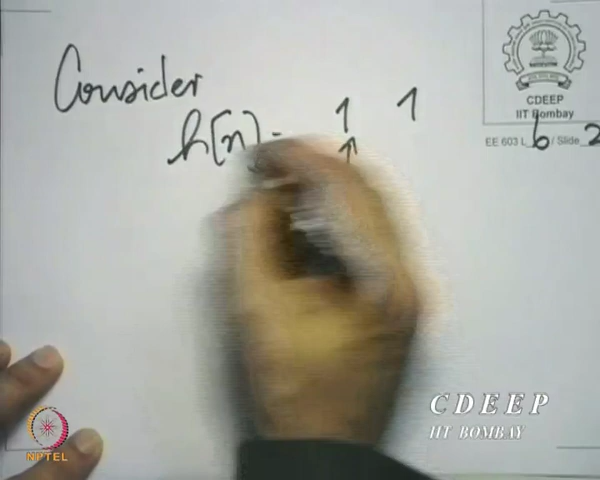 Consider
h[n] = 1 1
↑
CDEEP
IIT Bombay
EE 603 L 6 / Slide 2
CDEEP
IIT BOMBAY
NPTEL